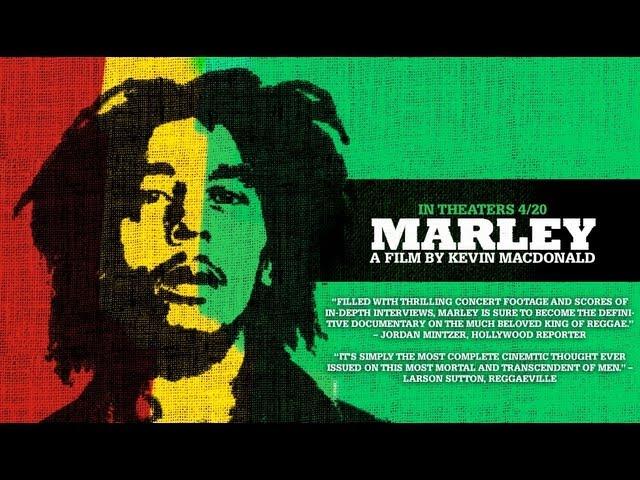 IN THEATERS 4/20
MARLEY
A FILM BY KEVIN MACDONALD
"FILLED WITH THRILLING CONCERT FOOTAGE AND SCORES OF
IN-DEPTH INTERVIEWS, MARLEY IS SURE TO BECOME THE DEFINI-
TIVE DOCUMENTARY ON THE MUCH BELOVED KING OF REGGAE."
– JORDAN MINTZER, HOLLYWOOD REPORTER
"IT'S SIMPLY THE MOST COMPLETE CINEMTIC THOUGHT EVER
ISSUED ON THIS MOST MORTAL AND TRANSCENDENT OF MEN." –
LARSON SUTTON, REGGAEVILLE